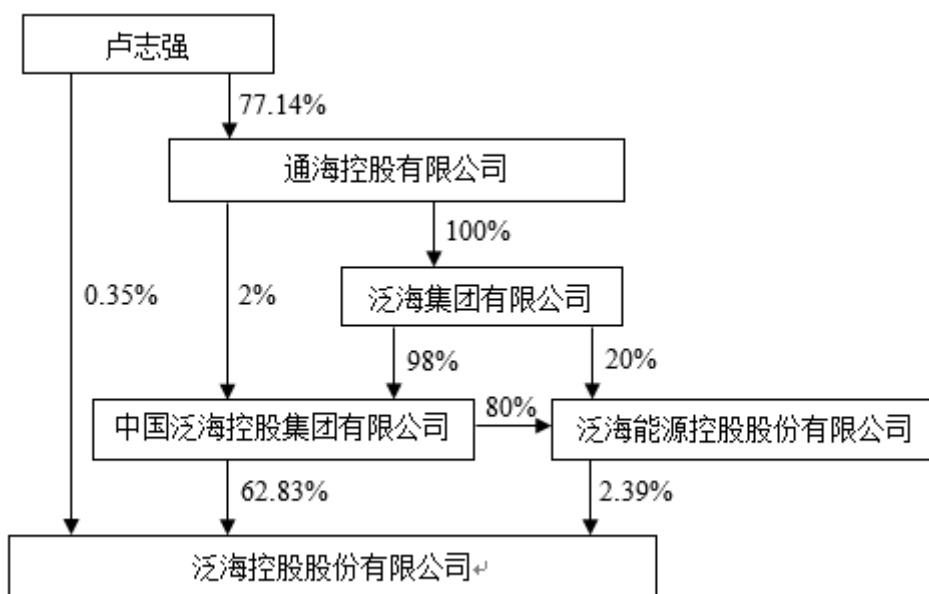 卢志强
77.14%
通海控股有限公司
100%
0.35%
2%
泛海集团有限公司
98%
20%
中国泛海控股集团有限公司
80%
泛海能源控股股份有限公司
62.83%
2.39%
泛海控股股份有限公司↵